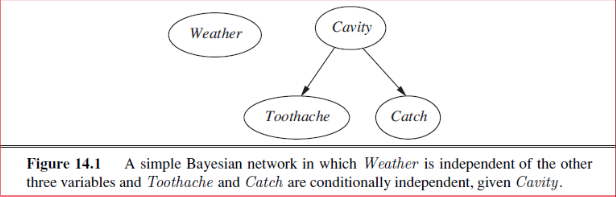 Weather
Cavity
Toothache
Catch
Figure 14.1 A simple Bayesian network in which Weather is independent of the other
three variables and Toothache and Catch are conditionally independent, given Cavity.